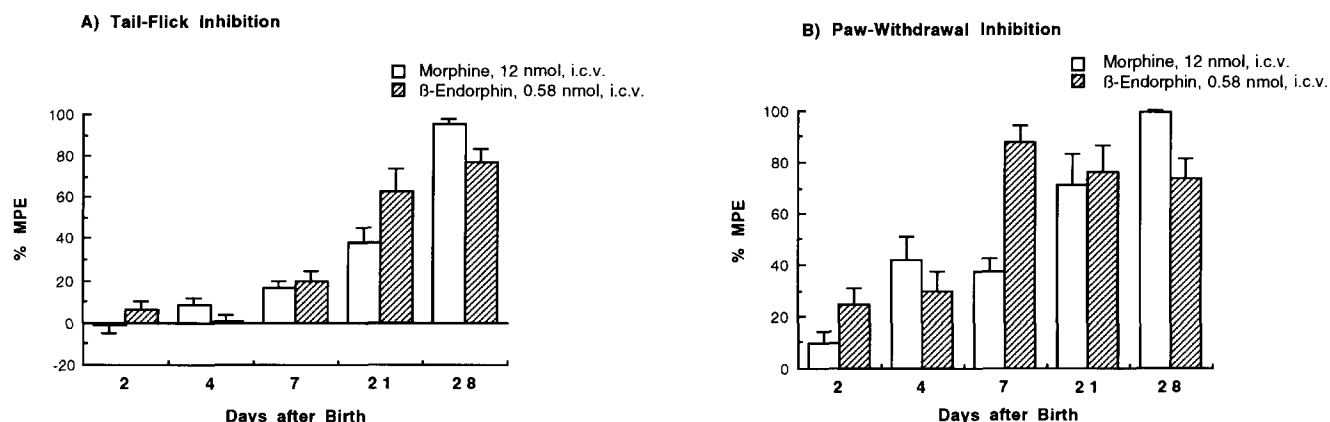 A) Tail-Flick Inhibition
Morphine, 12 nmol, i.c.v.
ß-Endorphin, 0.58 nmol, i.c.v.
% MPE
100
80
60
40
20
0
-20
2 4 7 21 28
Days after Birth
B) Paw-Withdrawal Inhibition
Morphine, 12 nmol, i.c.v.
ß-Endorphin, 0.58 nmol, i.c.v.
% MPE
100
80
60
40
20
0
2 4 7 21 28
Days after Birth